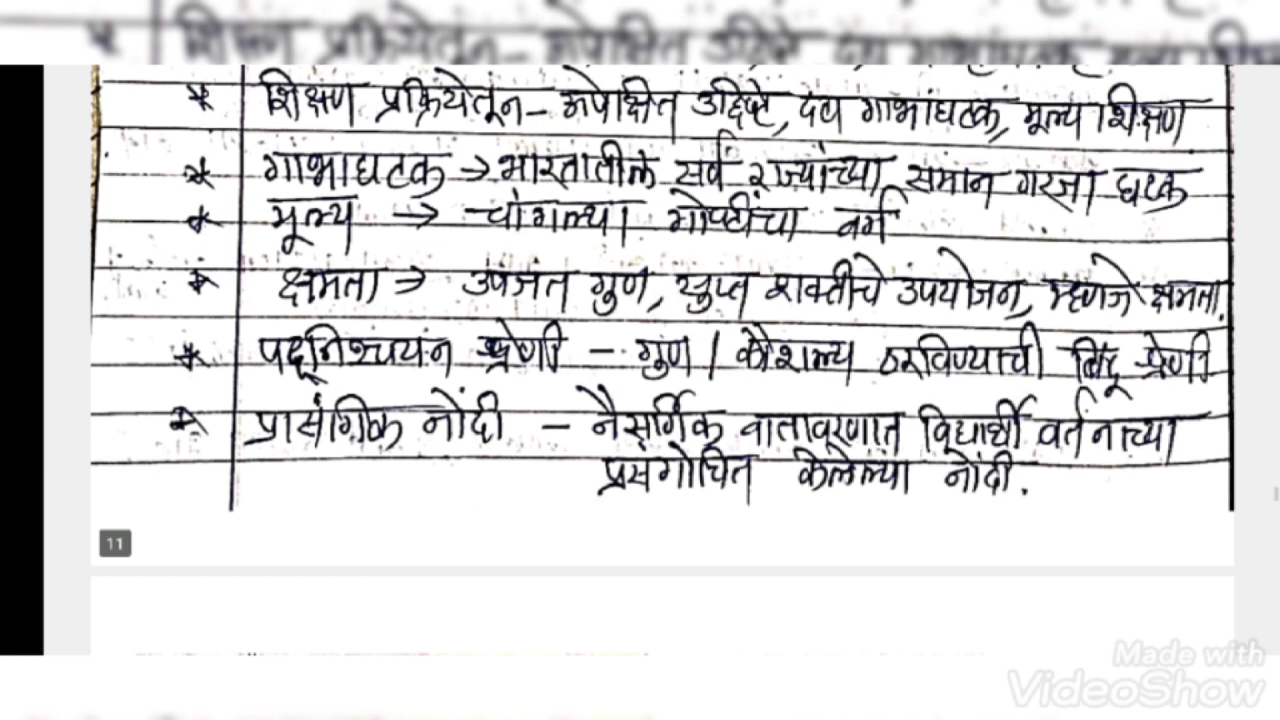 * शिक्षण प्रक्रियेतून - अपेक्षित उद्दिष्टे, दहा गाभाघटक, मूल्य शिक्षण
* गाभाघटक → भारतातील सर्व राज्यांच्या समान गरजा घटक
* मूल्य → चांगल्या गोष्टींचा वर्ग
* क्षमता → उपजत गुण, सुप्त शक्तीचे उपयोजन, म्हणजे क्षमता.
* पदनिश्चयन श्रेणी - गुण / कौशल्य ठरविण्याची बिंदू श्रेणी
* प्रासंगिक नोंदी - नैसर्गिक वातावरणात विद्यार्थी वर्तनाच्या
प्रसंगोचित केलेल्या नोंदी.
11
Made with
VideoShow